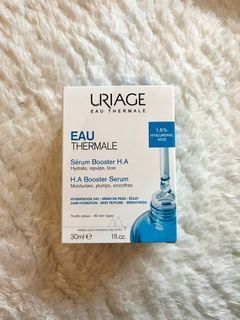 URIAGE
EAU THERMALE
1.5%
HYALURONIC
ACID
EAU
THERMALE
Sérum Booster H.A
Hydrate, repulpe, lisse
H.A Booster Serum
Moisturizes, plumps, smoothes
HYDRATATION 24H - GRAIN DE PEAU - ÉCLAT
24HR HYDRATION - SKIN TEXTURE - BRIGHTNESS
Toutes peaux - All skin types
30ml e 1fl.oz.